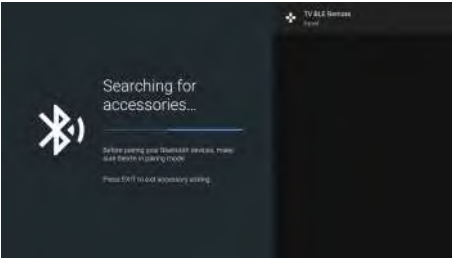 Searching for
accessories...
Before pairing your Bluetooth devices, make
sure they're in pairing mode.
Press EXIT to exit accessory
TV BLE Remote
Paired